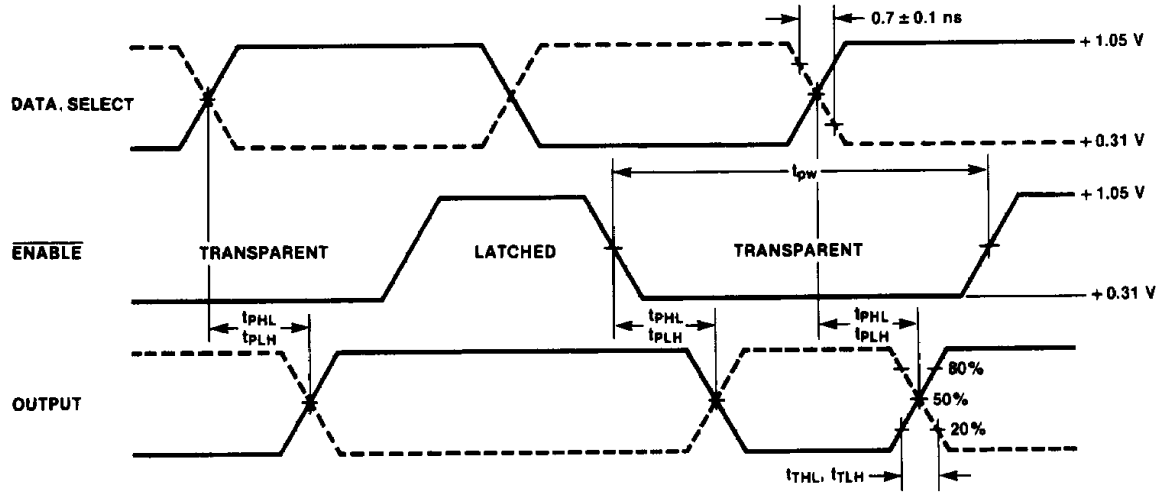 0.7 ± 0.1 ns
+ 1.05 V
DATA, SELECT
+ 0.31 V
tpw
+ 1.05 V
ENABLE TRANSPARENT LATCHED TRANSPARENT
+ 0.31 V
tPHL tPHL tPHL
tPLH tPLH tPLH
80%
OUTPUT 50%
20%
tTHL, tTLH